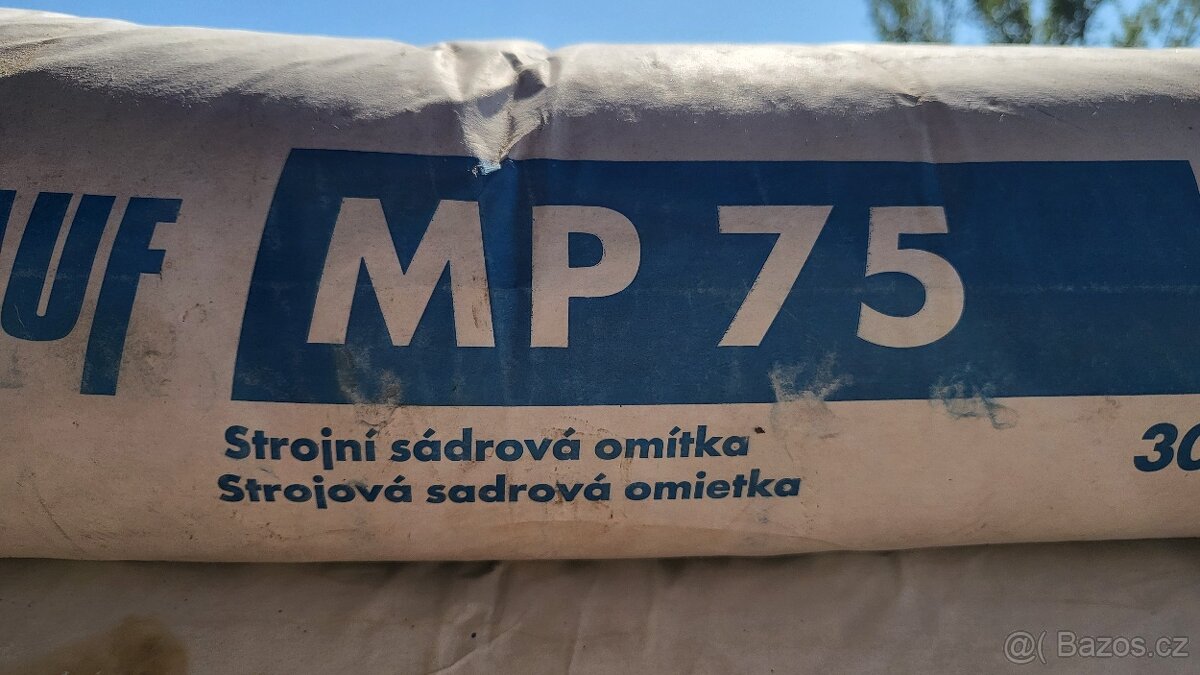 UF
MP 75
Strojní sádrová omítka
Strojová sadrová omietka
30
@( Bazos.cz